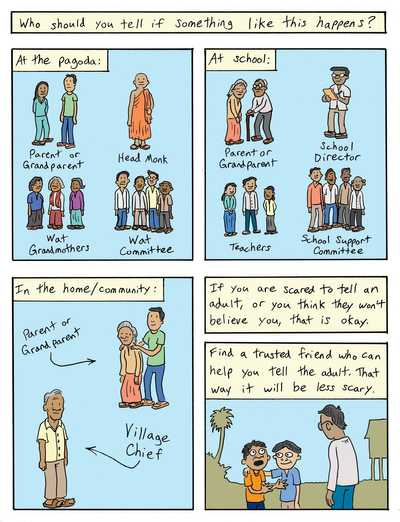 Who should you tell if something like this happens?
At the pagoda:
Parent or
Grandparent
Head Monk
Wat
Grandmothers
Wat
Committee
At school:
Parent or
Grandparent
School
Director
Teachers
School Support
Committee
In the home/community:
Parent or
Grandparent
Village
Chief
If you are scared to tell an
adult, or you think they won't
believe you, that is okay.
Find a trusted friend who can
help you tell the adult. That
way it will be less scary.